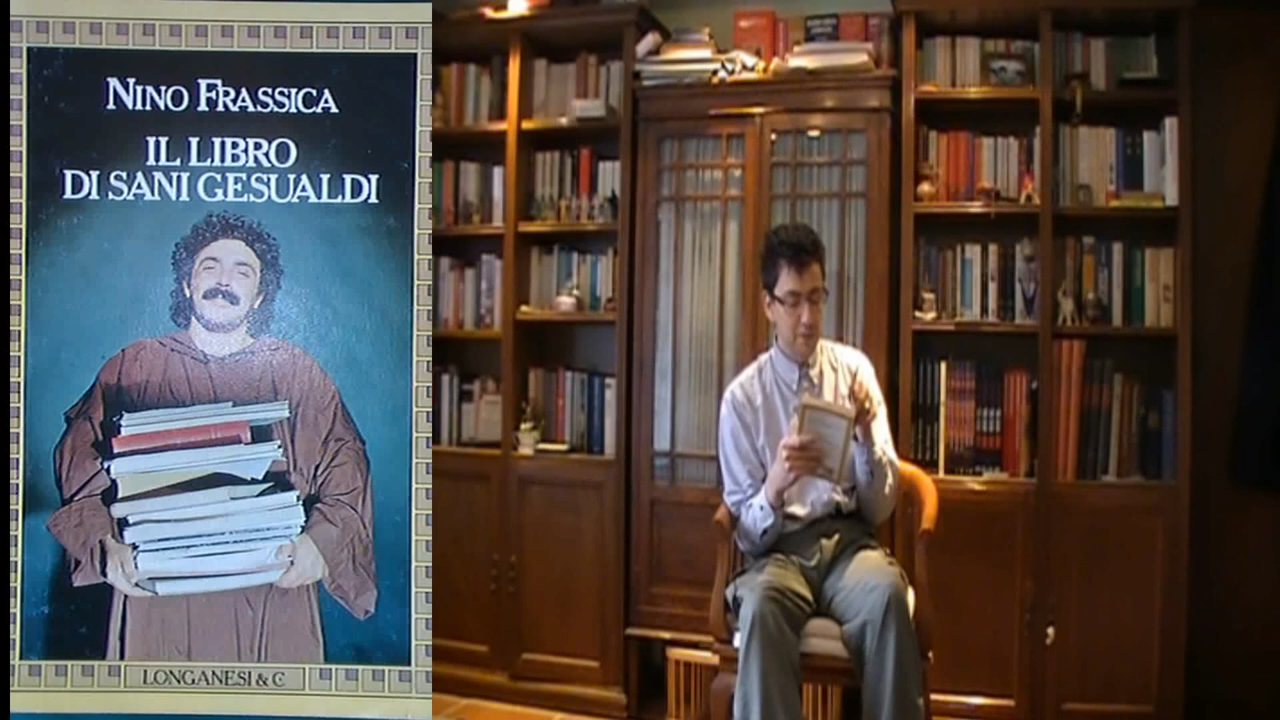 NINO FRASSICA
IL LIBRO
DI SANI GESUALDI
LONGANESI & C